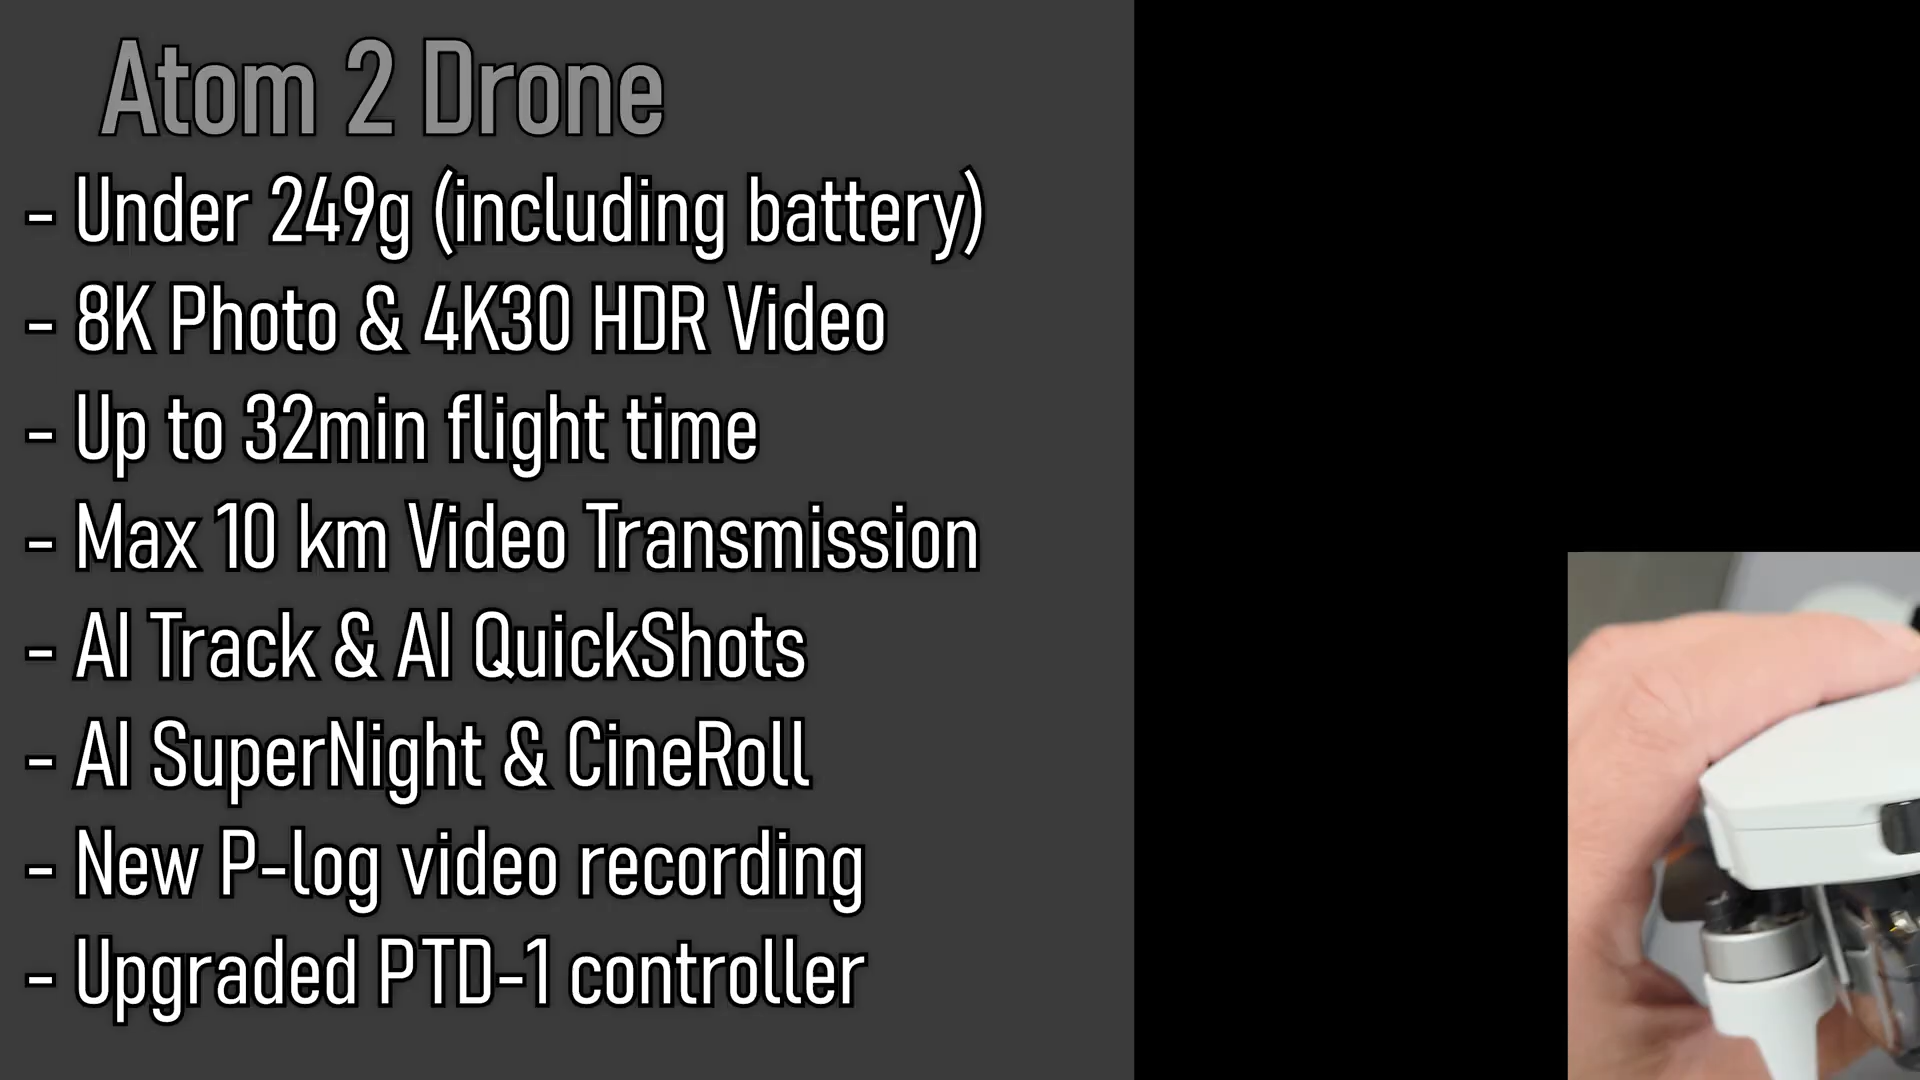 Atom 2 Drone
- Under 249g (including battery)
- 8K Photo & 4K30 HDR Video
- Up to 32min flight time
- Max 10 km Video Transmission
- AI Track & AI QuickShots
- AI SuperNight & CineRoll
- New P-log video recording
- Upgraded PTD-1 controller